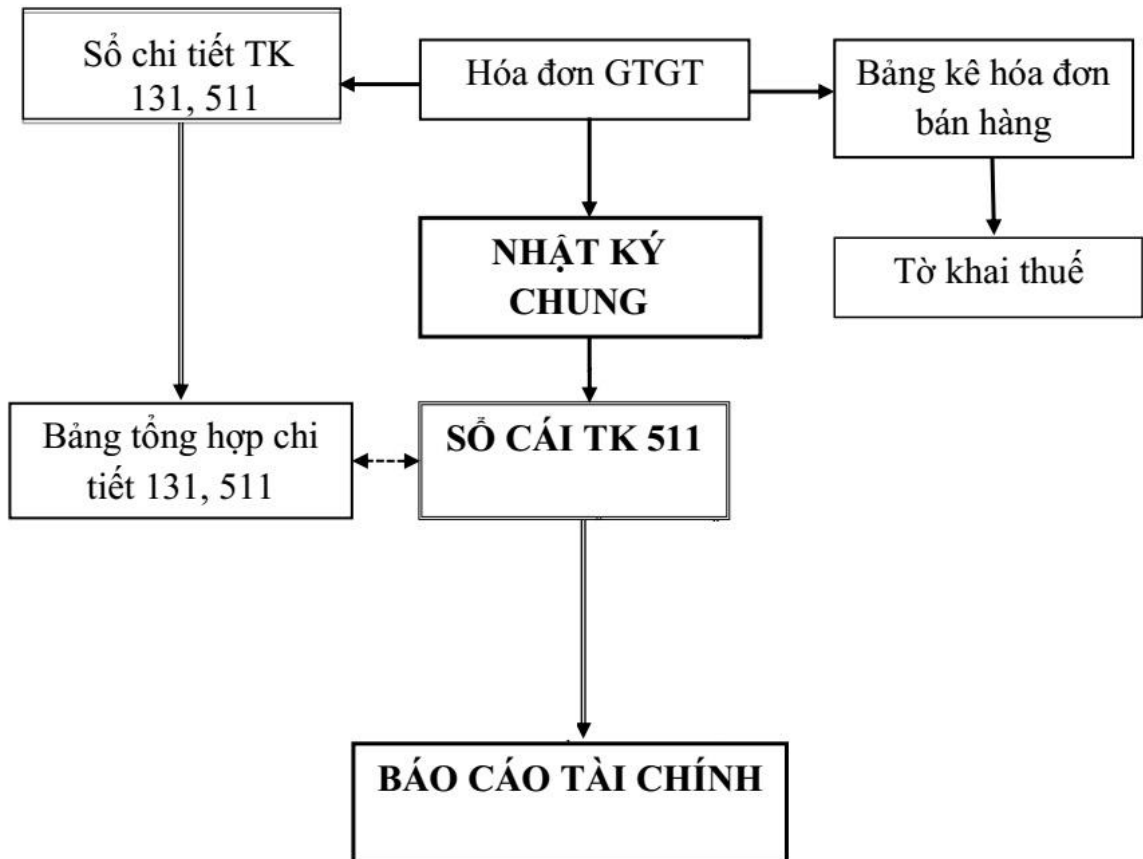 Sổ chi tiết TK
131, 511
Hóa đơn GTGT
Bảng kê hóa đơn
bán hàng
NHẬT KÝ
CHUNG
Tờ khai thuế
Bảng tổng hợp chi
tiết 131, 511
SỔ CÁI TK 511
BÁO CÁO TÀI CHÍNH